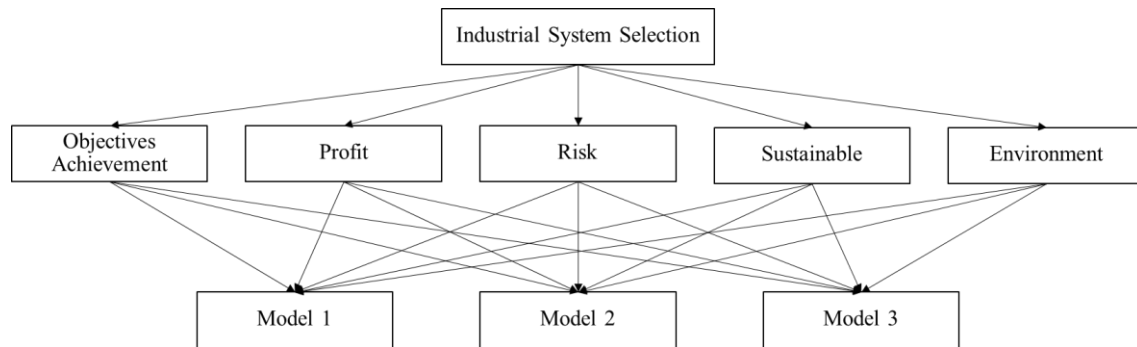 Industrial System Selection
Objectives
Achievement
Profit
Risk
Sustainable
Environment
Model 1
Model 2
Model 3